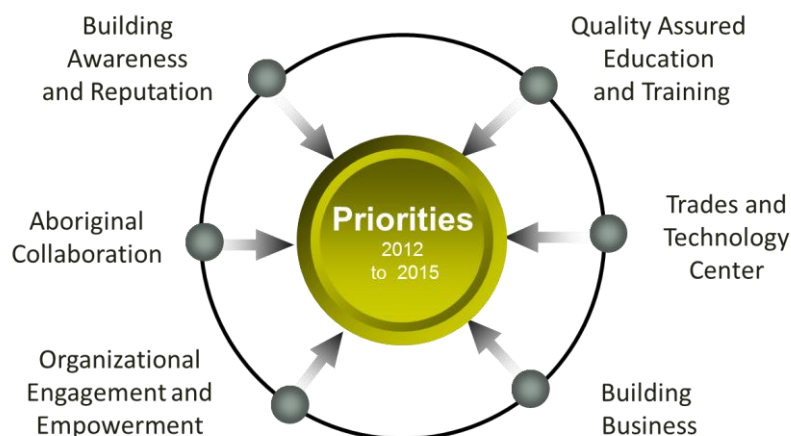 Building
Awareness
and Reputation
Quality Assured
Education
and Training
Aboriginal
Collaboration
Priorities
2012
to 2015
Trades and
Technology
Center
Organizational
Engagement and
Empowerment
Building
Business